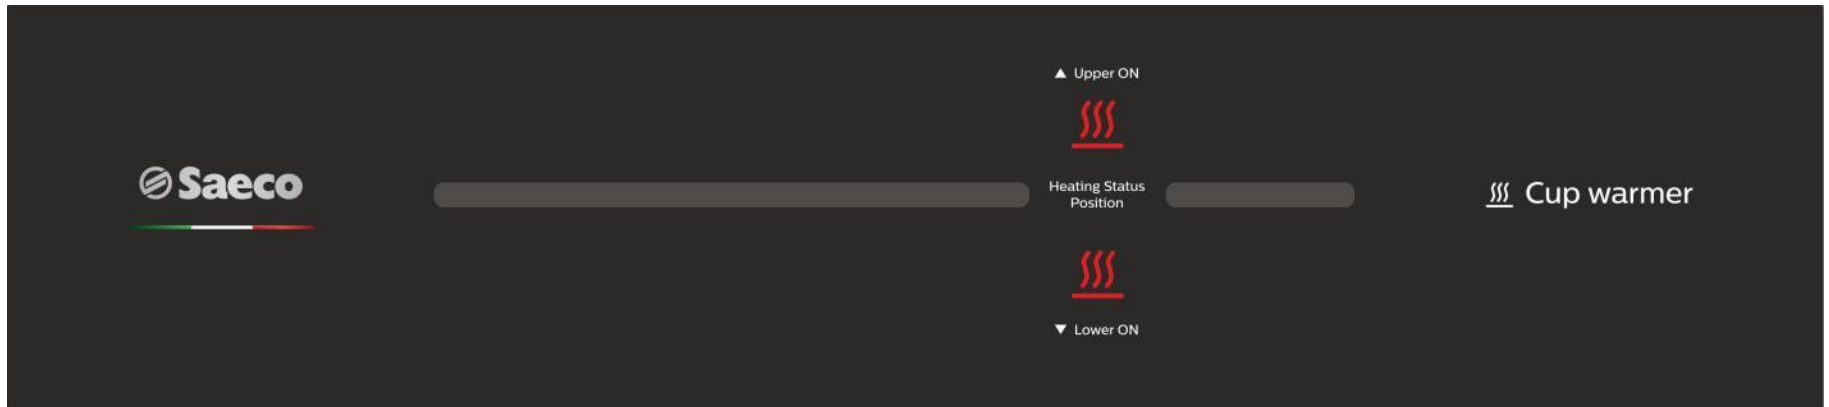 Saeco
▲ Upper ON
Heating Status
Position
▼ Lower ON
Cup warmer